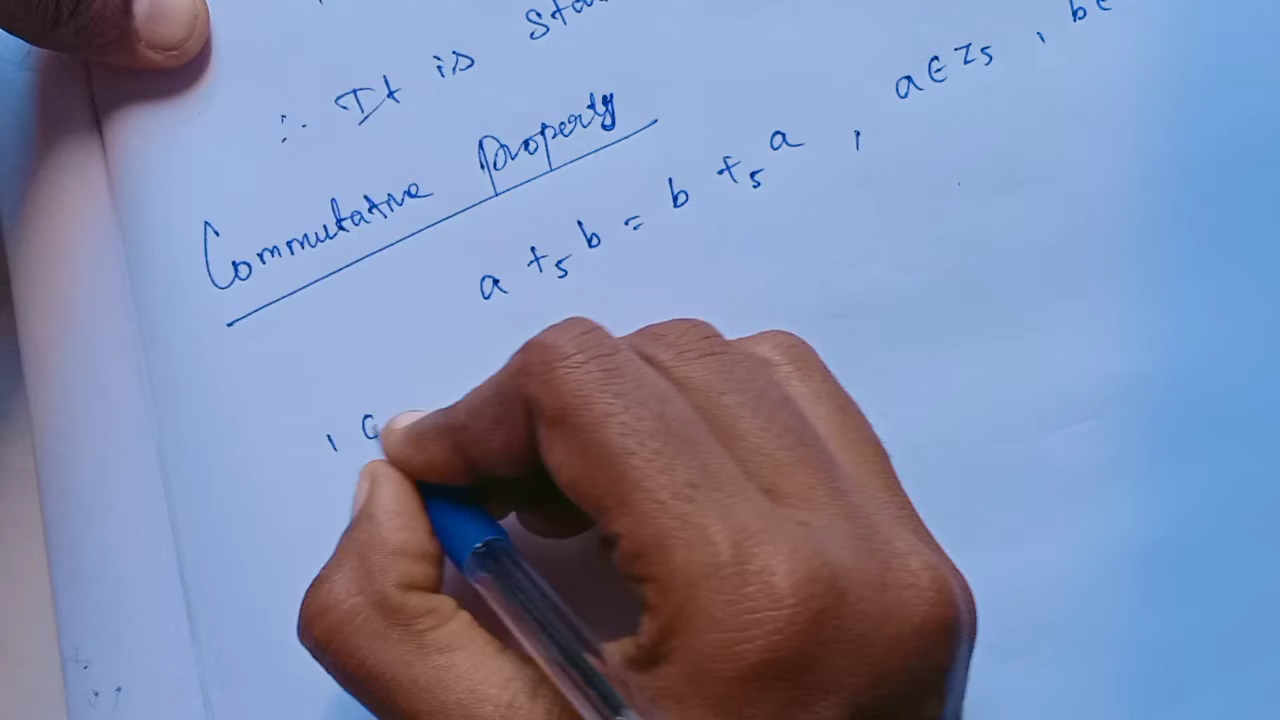 ∴ It is
Commutative Property
a +₅ b = b +₅ a , a ∈ Z₅ , b ∈